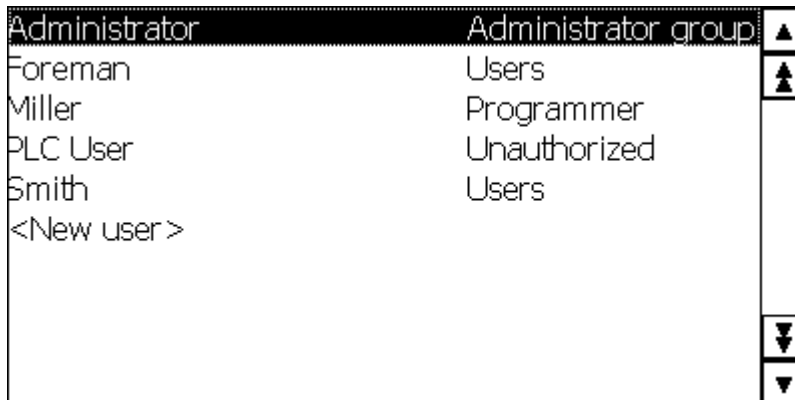 Administrator Administrator group
Foreman Users
Miller Programmer
PLC User Unauthorized
Smith Users
<New user>